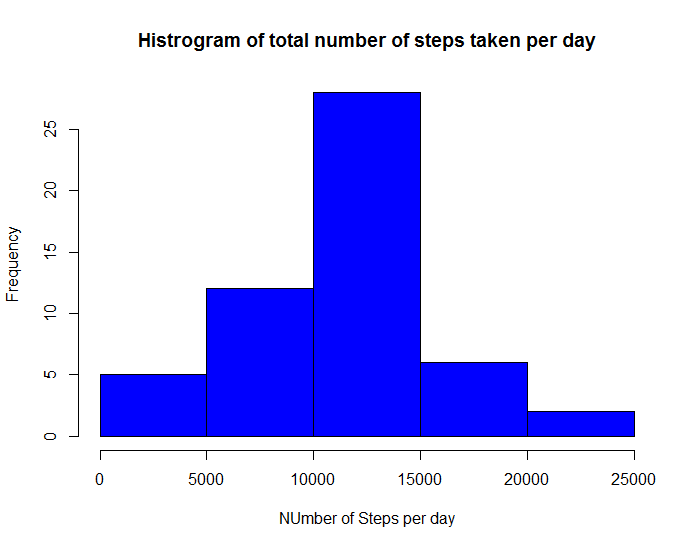 Histrogram of total number of steps taken per day
Frequency
25
20
15
10
5
0
0 5000 10000 15000 20000 25000
NUmber of Steps per day